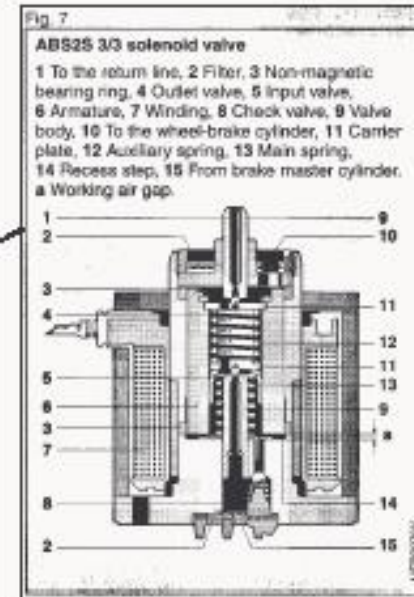 Fig. 7
ABS2S 3/3 solenoid valve
1 To the return line, 2 Filter, 3 Non-magnetic
bearing ring, 4 Outlet valve, 5 Input valve,
6 Armature, 7 Winding, 8 Check valve, 9 Valve
body, 10 To the wheel-brake cylinder, 11 Carrier
plate, 12 Auxiliary spring, 13 Main spring,
14 Recess step, 15 From brake master cylinder.
a Working air gap.
1 9
2 10
3
4 11
12
5 11
13
6 9
3 a
7
8 14
2 15